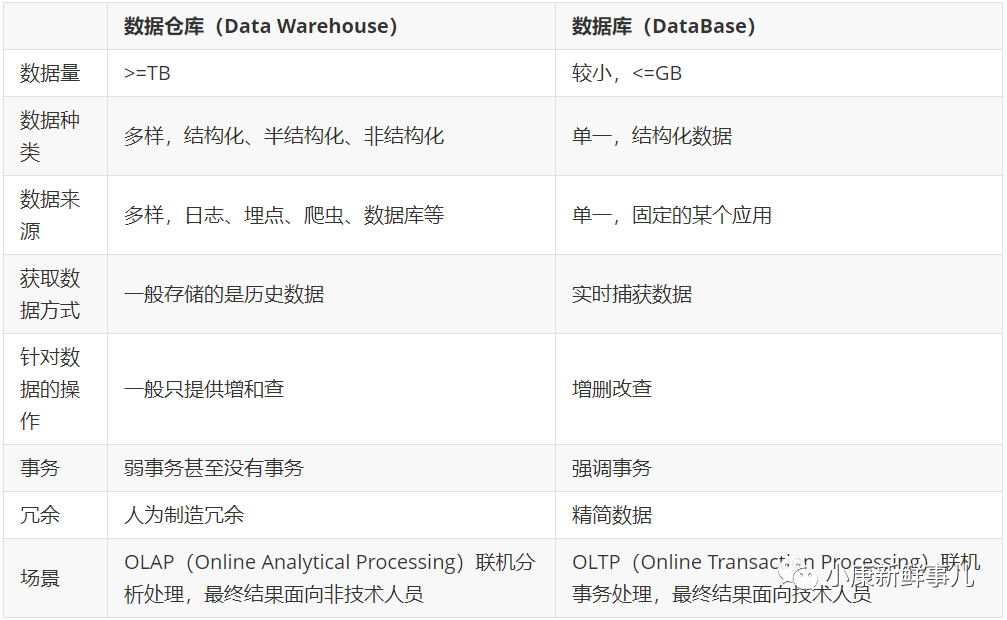 数据仓库（Data Warehouse） 数据库（DataBase）
数据量 >=TB 较小，<=GB
数据种
类
多样，结构化、半结构化、非结构化 单一，结构化数据
数据来
源
多样，日志、埋点、爬虫、数据库等 单一，固定的某个应用
获取数
据方式
一般存储的是历史数据 实时捕获数据
针对数
据的操
作
一般只提供增和查 增删改查
事务 弱事务甚至没有事务 强调事务
冗余 人为制造冗余 精简数据
场景
OLAP（Online Analytical Processing）联机分
析处理，最终结果面向非技术人员
OLTP（Online Transaction Processing）联机
事务处理，最终结果面向技术人员
小康新鲜事儿